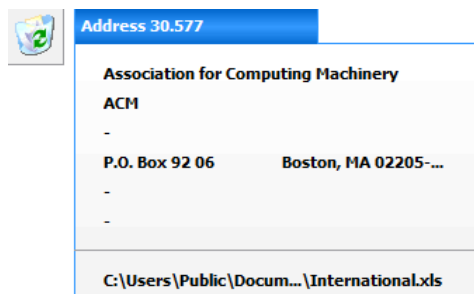 Address 30.577
Association for Computing Machinery
ACM
-
P.O. Box 92 06 Boston, MA 02205-...
-
-
C:\Users\Public\Docum...\International.xls